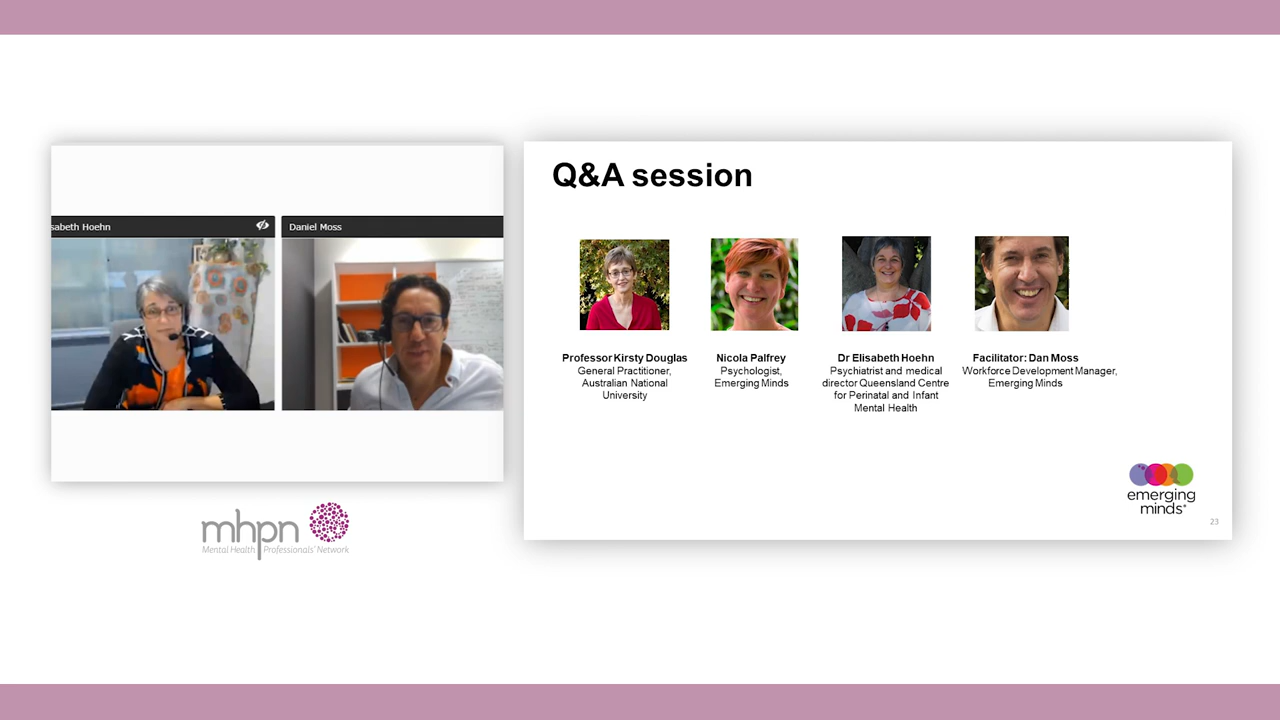 sabeth Hoehn
Daniel Moss
mhpn
Mental Health Professionals' Network
Q&A session
Professor Kirsty Douglas
General Practitioner,
Australian National
University
Nicola Palfrey
Psychologist,
Emerging Minds
Dr Elisabeth Hoehn
Psychiatrist and medical
director Queensland Centre
for Perinatal and Infant
Mental Health
Facilitator: Dan Moss
Workforce Development Manager,
Emerging Minds
emerging
minds
23